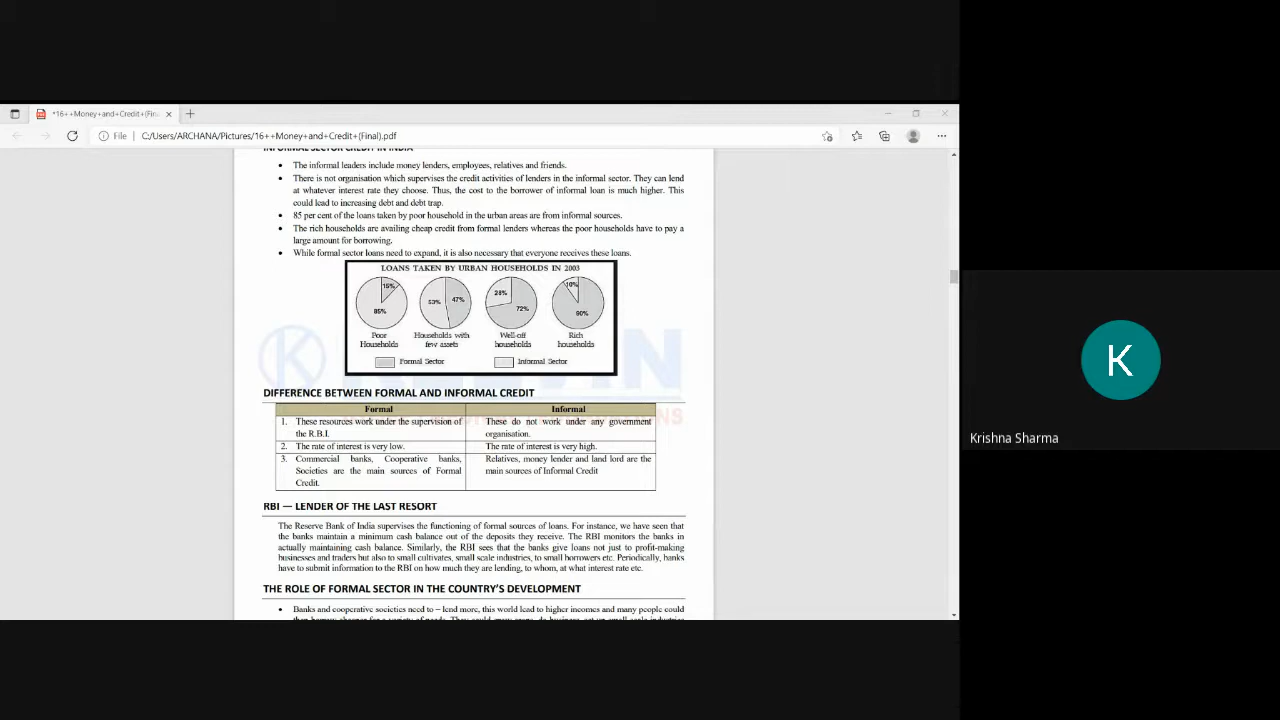 *16++Money+and+Credit+(Fin
File | C:/Users/ARCHANA/Pictures/16++Money+and+Credit+(Final).pdf
INFORMAL SECTOR CREDIT IN INDIA
• The informal leaders include money lenders, employees, relatives and friends.
• There is not organisation which supervises the credit activities of lenders in the informal sector. They can lend
at whatever interest rate they choose. Thus, the cost to the borrower of informal loan is much higher. This
could lead to increasing debt and debt trap.
• 85 per cent of the loans taken by poor household in the urban areas are from informal sources.
• The rich households are availing cheap credit from formal lenders whereas the poor households have to pay a
large amount for borrowing.
• While formal sector loans need to expand, it is also necessary that everyone receives these loans.
LOANS TAKEN BY URBAN HOUSEHOLDS IN 2003
15% 85%
53% 47%
28% 72%
10% 90%
Poor Households
Households with few assets
Well-off households
Rich households
Formal Sector Informal Sector
DIFFERENCE BETWEEN FORMAL AND INFORMAL CREDIT
Formal Informal
1. These resources work under the supervision of the R.B.I.
These do not work under any government organisation.
2. The rate of interest is very low.
The rate of interest is very high.
3. Commercial banks, Cooperative banks, Societies are the main sources of Formal Credit.
Relatives, money lender and land lord are the main sources of Informal Credit
RBI — LENDER OF THE LAST RESORT
The Reserve Bank of India supervises the functioning of formal sources of loans. For instance, we have seen that
the banks maintain a minimum cash balance out of the deposits they receive. The RBI monitors the banks in
actually maintaining cash balance. Similarly, the RBI sees that the banks give loans not just to profit-making
businesses and traders but also to small cultivates, small scale industries, to small borrowers etc. Periodically, banks
have to submit information to the RBI on how much they are lending, to whom, at what interest rate etc.
THE ROLE OF FORMAL SECTOR IN THE COUNTRY'S DEVELOPMENT
• Banks and cooperative societies need to – lend more, this world lead to higher incomes and many people could
K
Krishna Sharma